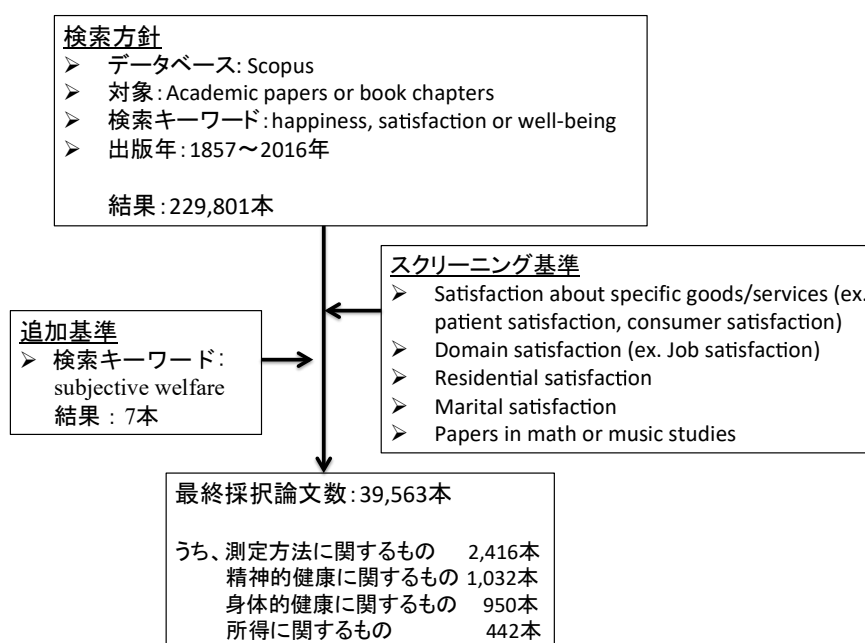 検索方針
➢ データベース: Scopus
➢ 対象：Academic papers or book chapters
➢ 検索キーワード：happiness, satisfaction or well-being
➢ 出版年：1857～2016年
結果：229,801本
スクリーニング基準
➢ Satisfaction about specific goods/services (ex.
patient satisfaction, consumer satisfaction)
➢ Domain satisfaction (ex. Job satisfaction)
➢ Residential satisfaction
➢ Marital satisfaction
➢ Papers in math or music studies
追加基準
➢ 検索キーワード：
subjective welfare
結果 ： 7本
最終採択論文数：39,563本
うち、測定方法に関するもの 2,416本
精神的健康に関するもの 1,032本
身体的健康に関するもの 950本
所得に関するもの 442本